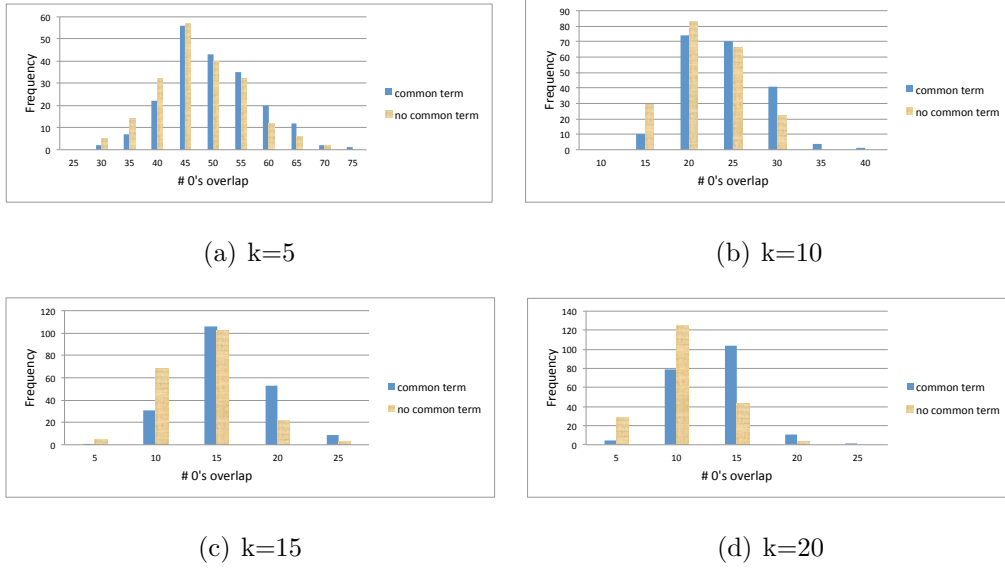 60
50
40
30
20
10
0
Frequency
25 30 35 40 45 50 55 60 65 70 75
# 0's overlap
common term
no common term
(a) k=5
90
80
70
60
50
40
30
20
10
0
Frequency
10 15 20 25 30 35 40
# 0's overlap
common term
no common term
(b) k=10
120
100
80
60
40
20
0
Frequency
5 10 15 20 25
# 0's overlap
common term
no common term
(c) k=15
140
120
100
80
60
40
20
0
Frequency
5 10 15 20 25
# 0's overlap
common term
no common term
(d) k=20